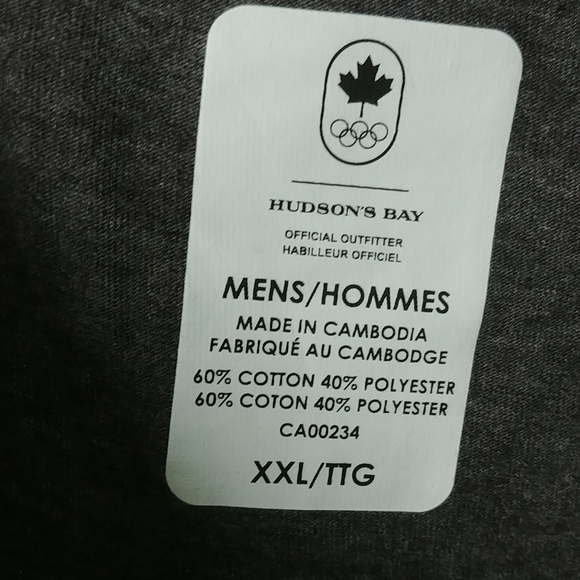 HUDSON'S BAY
OFFICIAL OUTFITTER
HABILLEUR OFFICIEL
MENS/HOMMES
MADE IN CAMBODIA
FABRIQUÉ AU CAMBODGE
60% COTTON 40% POLYESTER
60% COTON 40% POLYESTER
CA00234
XXL/TTG